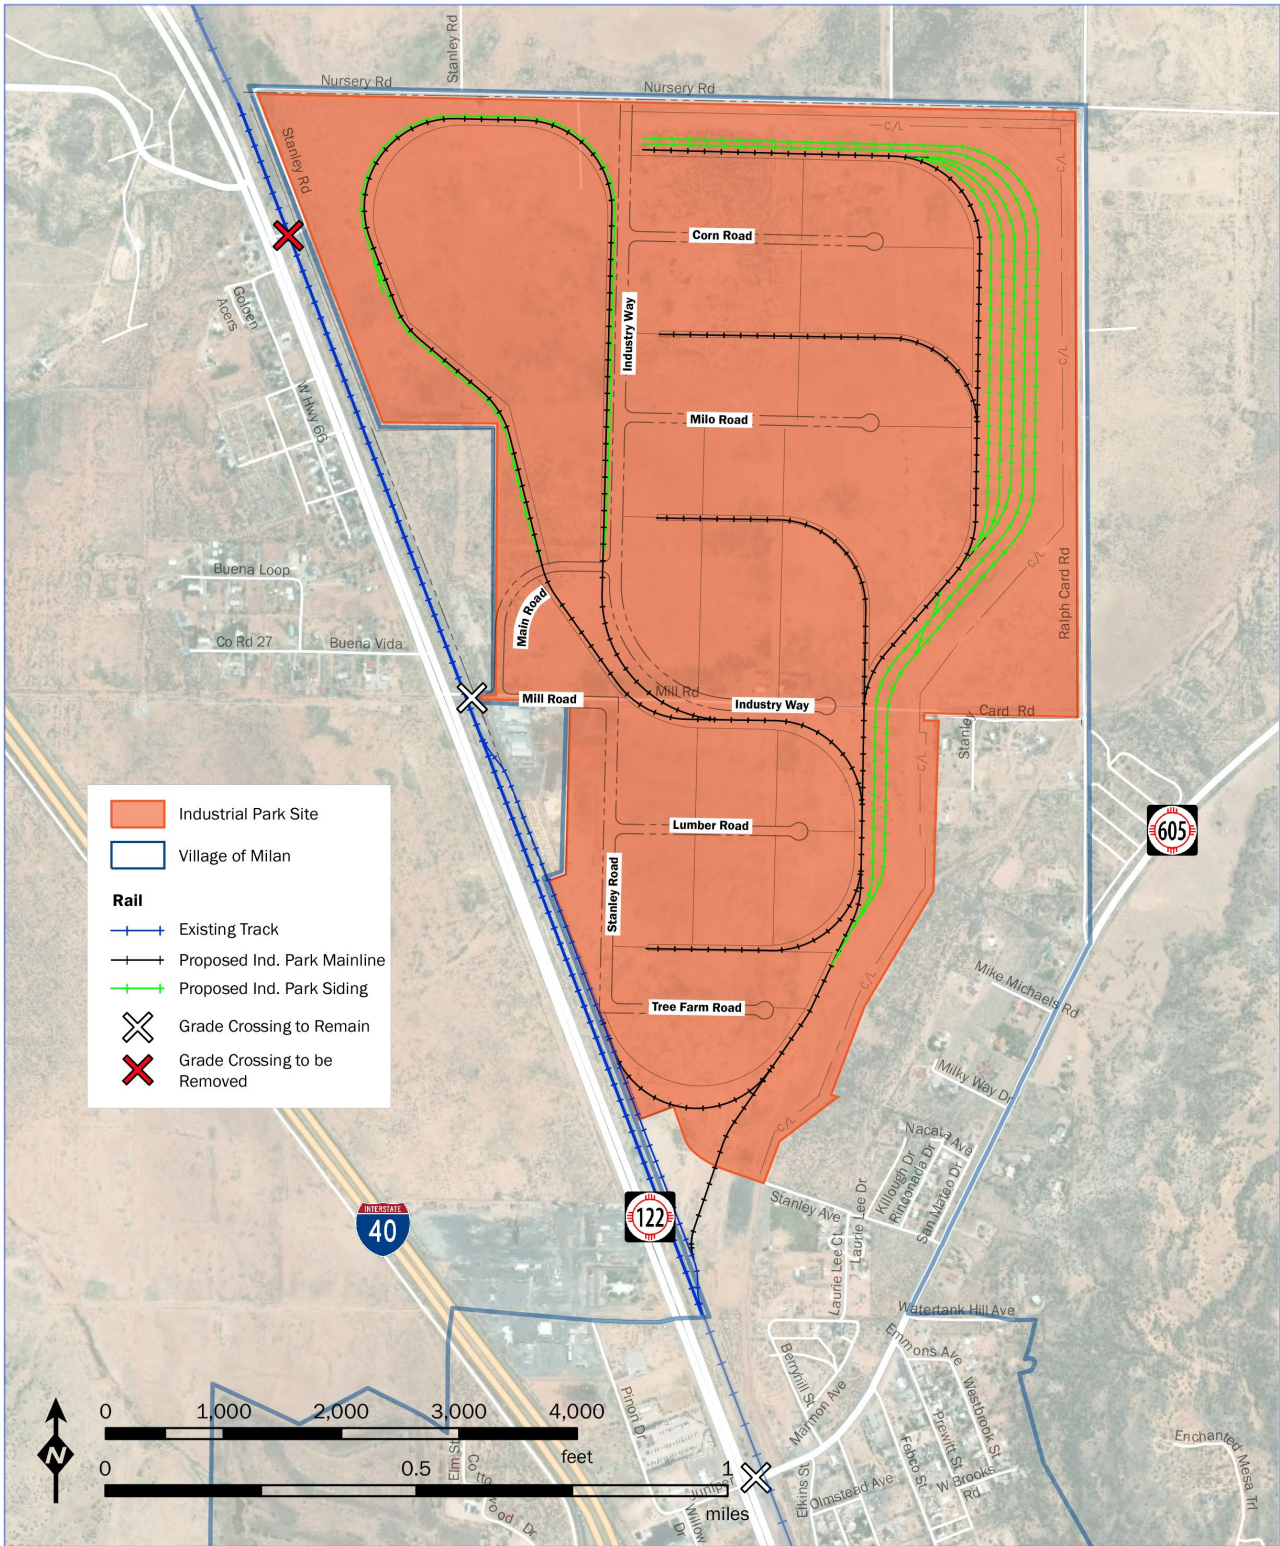 Stanley Rd
Nursery Rd
Nursery Rd
C/L
Stanley Rd
C/L
Corn Road
Golden
Acers
Industry Way
C/L
W Hwy 66
Milo Road
C/L
Buena Loop
Ralph Card Rd
Main Road
Co Rd 27
Buena Vida
Mill Road
Mill Rd
Industry Way
Card Rd
Stanley
C/L
605
Lumber Road
Stanley Road
Industrial Park Site
Village of Milan
Rail
Existing Track
Proposed Ind. Park Mainline
Proposed Ind. Park Siding
Grade Crossing to Remain
Grade Crossing to be
Removed
C/L
Mike Michaels Rd
Tree Farm Road
Milky Way Dr
C/L
Nacata Ave
Killough Dr
Rinconada Dr
San Mateo Dr
Stanley Ave
Laurie Lee Dr
Laurie Lee Ct
INTERSTATE
40
122
Watertank Hill Ave
Emmons Ave
Berryhill St
Marmon Ave
Westbrook St
Pinon Dr
Prewitt St
Febco St
Enchanted Mesa Trl
0 1,000 2,000 3,000 4,000
feet
Elm St
Cottonwood Dr
N
0 0.5 1
miles
Juniper
Willow
Dr
Elkins St
Olmstead Ave
W Brooks
Rd